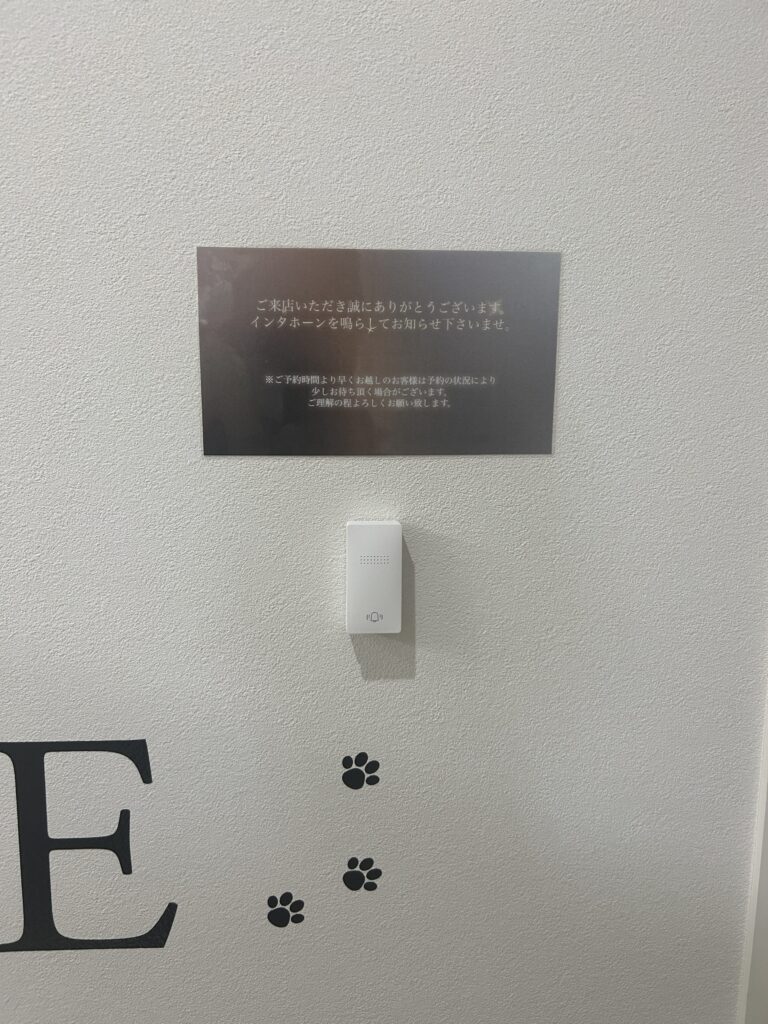 ご来店いただき誠にありがとうございます。
インタホーンを鳴らしてお知らせ下さいませ。
※ご予約時間より早くお越しのお客様は予約の状況により
少しお待ち頂く場合がございます。
ご理解の程よろしくお願い致します。
E